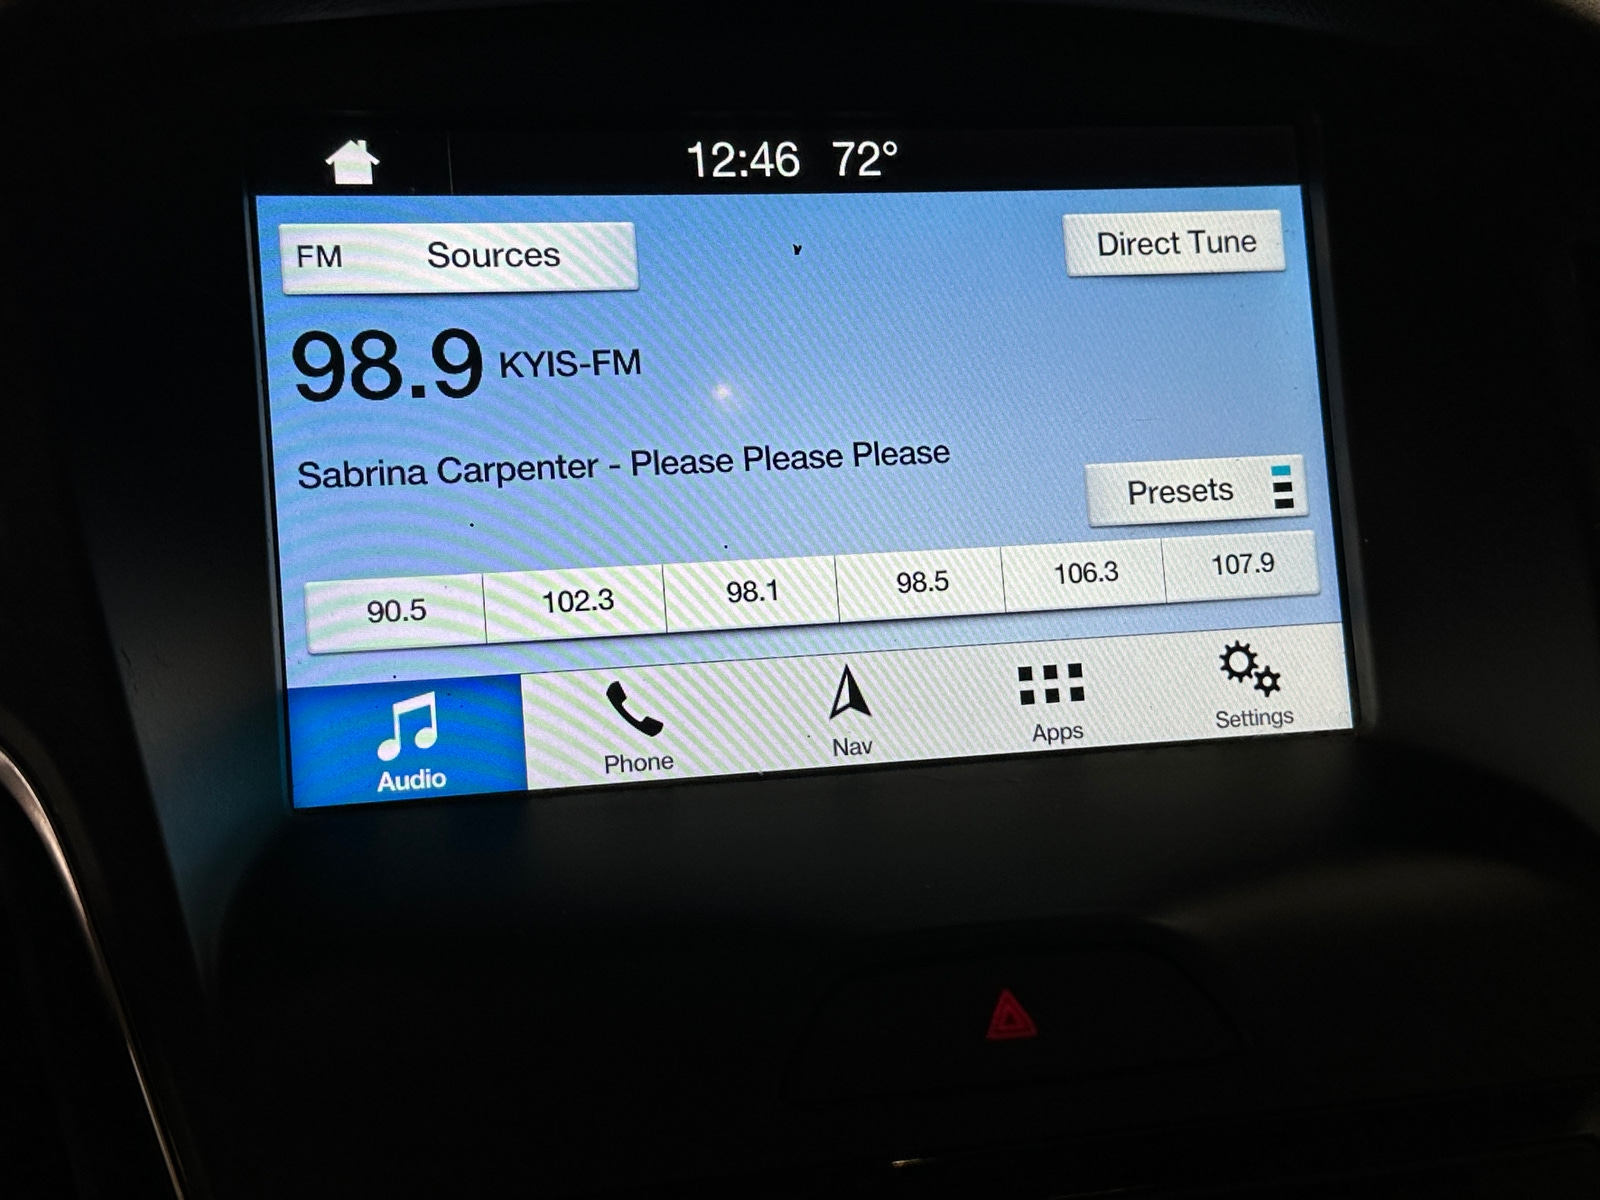 12:46 72°
FM Sources
Direct Tune
98.9 KYIS-FM
Sabrina Carpenter - Please Please Please
Presets
90.5 102.3 98.1 98.5 106.3 107.9
Audio Phone Nav Apps Settings